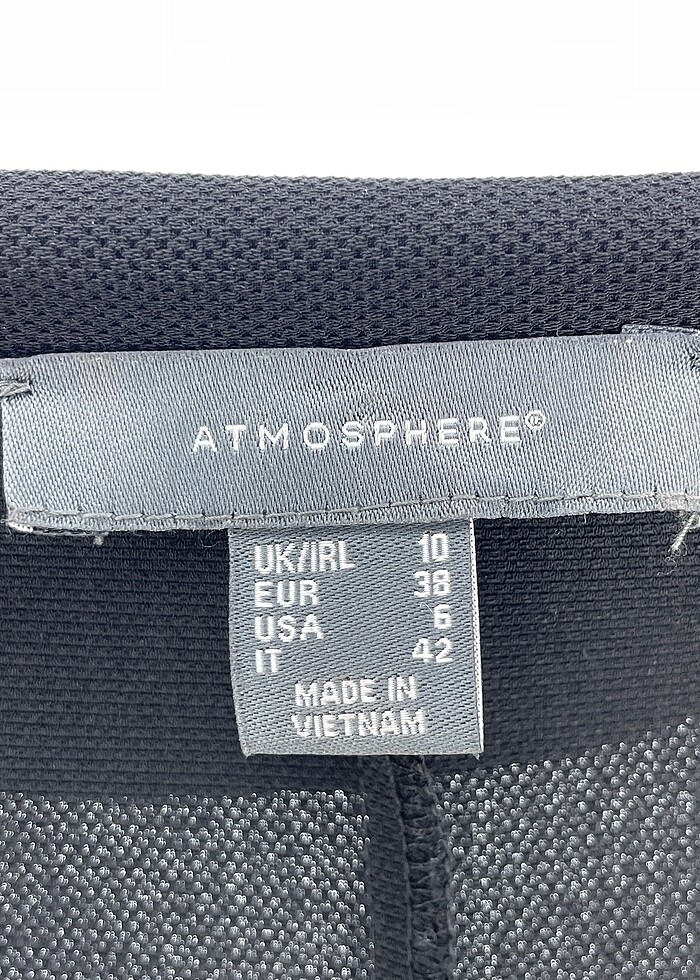 ATMOSPHERE®
UK/IRL 10
EUR 38
USA 6
IT 42
MADE IN
VIETNAM